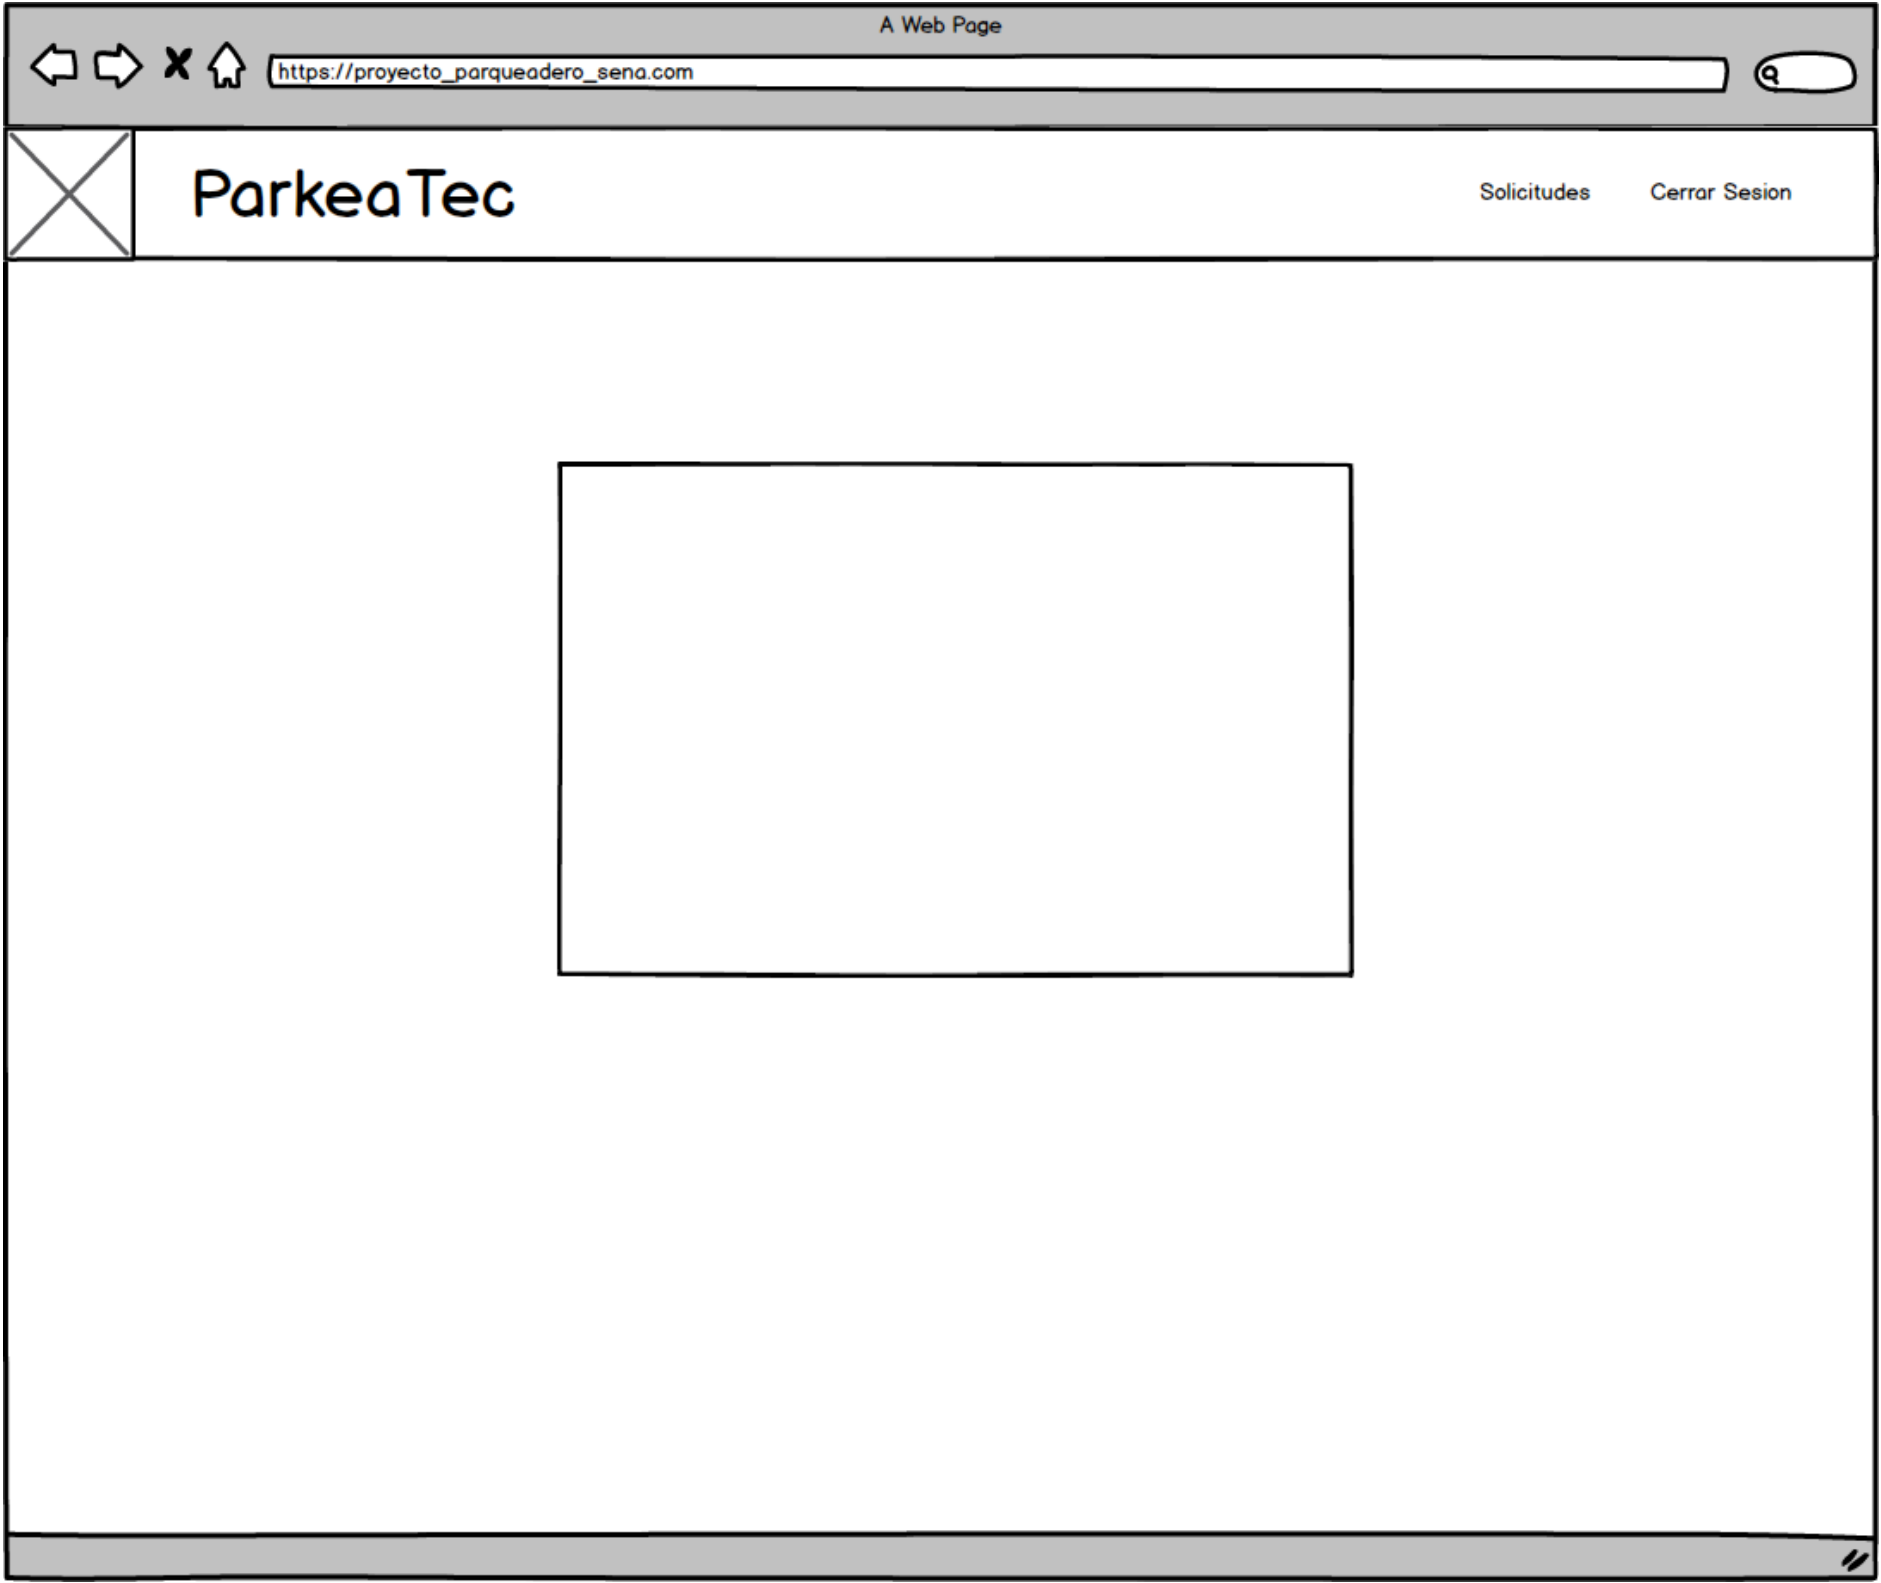 A Web Page
https://proyecto_parqueadero_sena.com
ParkeaTec
Solicitudes
Cerrar Sesion